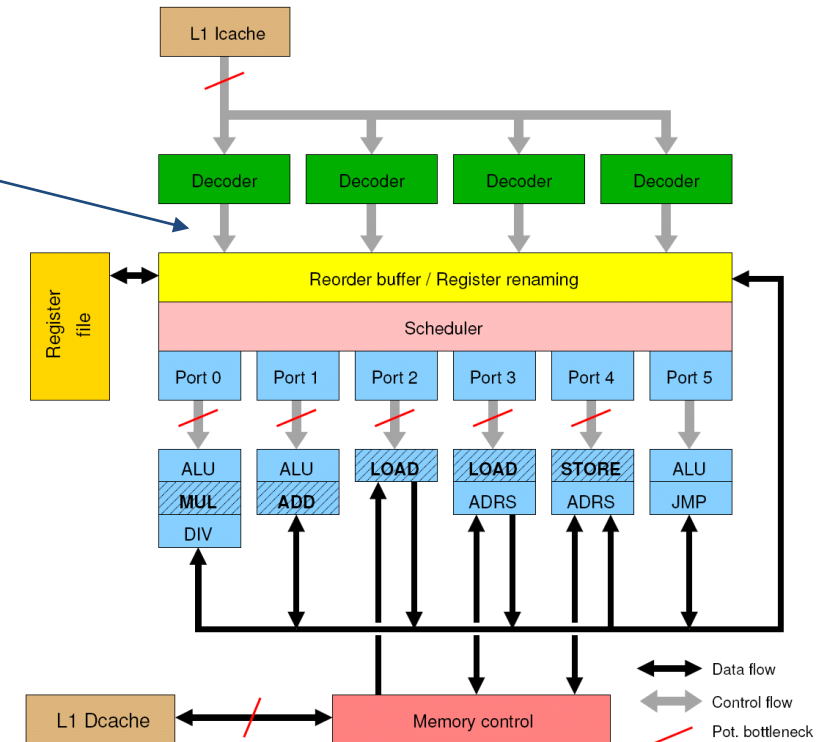 L1 Icache
Decoder
Decoder
Decoder
Decoder
Register
file
Reorder buffer / Register renaming
Scheduler
Port 0
Port 1
Port 2
Port 3
Port 4
Port 5
ALU
MUL
DIV
ALU
ADD
LOAD
LOAD
ADRS
STORE
ADRS
ALU
JMP
L1 Dcache
Memory control
Data flow
Control flow
Pot. bottleneck